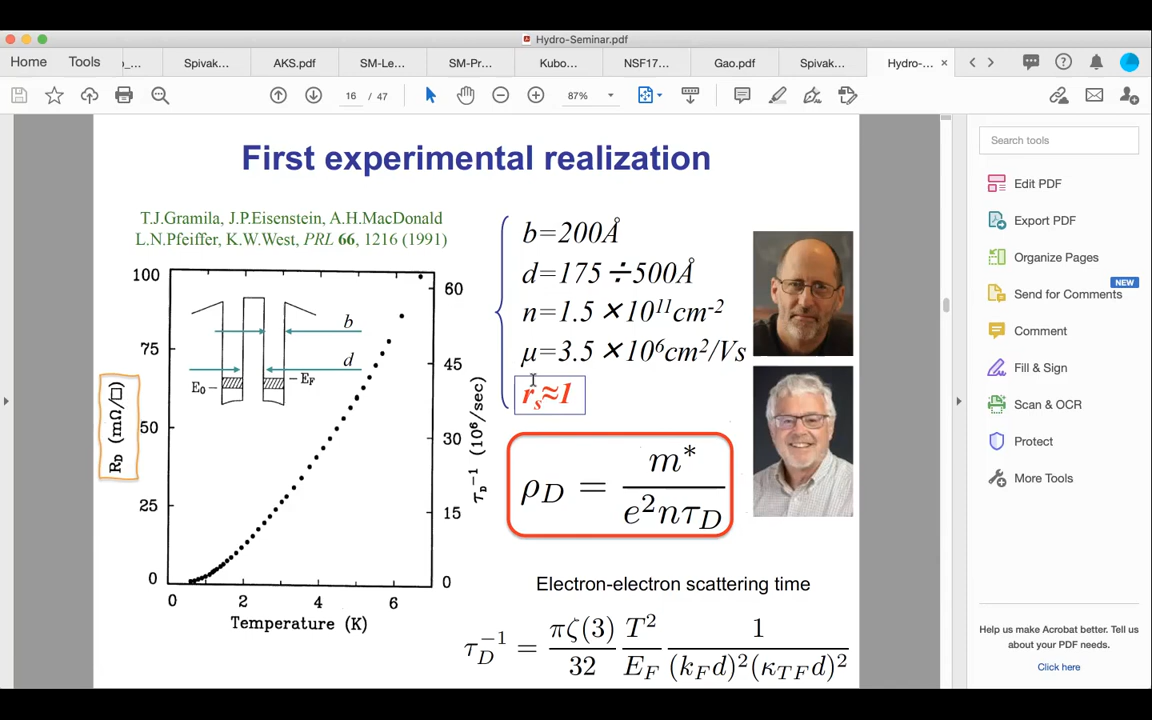 Hydro-Seminar.pdf
Home Tools ɔ_... Spivak... AKS.pdf SM-Le... SM-Pr... Kubo... NSF17... Gao.pdf Spivak... Hydro-... ×
16 / 47 87%
First experimental realization
T.J.Gramila, J.P.Eisenstein, A.H.MacDonald
L.N.Pfeiffer, K.W.West, PRL 66, 1216 (1991)
b=200Å
d=175÷500Å
n=1.5×10¹¹cm⁻²
μ=3.5×10⁶cm²/Vs
rₛ≈1
100
75
50
25
0
R_D (mΩ/□)
b
d
E₀
E_F
60
45
30
15
0
τ_D⁻¹ (10⁶/sec)
0 2 4 6
Temperature (K)
ρ_D = m* / e²nτ_D
Electron-electron scattering time
τ_D⁻¹ = πζ(3)/32 T²/E_F 1/(k_F d)²(κ_TF d)²
Search tools
Edit PDF
Export PDF
Organize Pages
NEW
Send for Comments
Comment
Fill & Sign
Scan & OCR
Protect
More Tools
Help us make Acrobat better. Tell us
about your PDF needs.
Click here